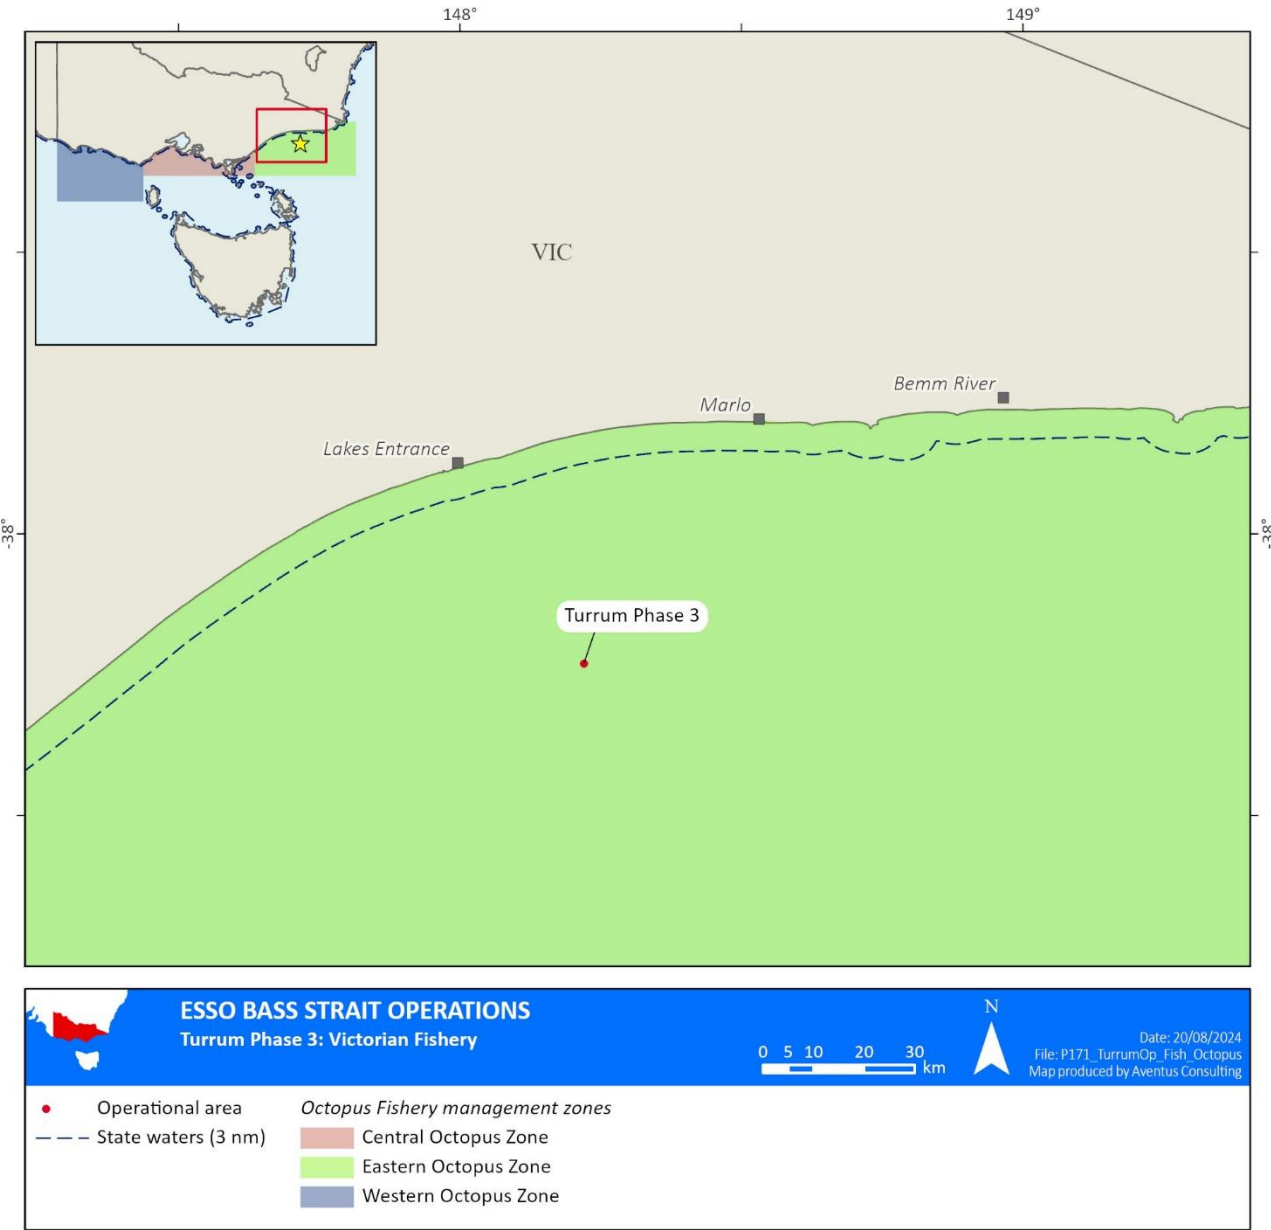 148° 149°
VIC
Bemm River
Marlo
Lakes Entrance
-38° -38°
Turrum Phase 3
ESSO BASS STRAIT OPERATIONS
Turrum Phase 3: Victorian Fishery
0 5 10 20 30
km
N
Date: 20/08/2024
File: P171_TurrumOp_Fish_Octopus
Map produced by Aventus Consulting
Operational area
State waters (3 nm)
Octopus Fishery management zones
Central Octopus Zone
Eastern Octopus Zone
Western Octopus Zone